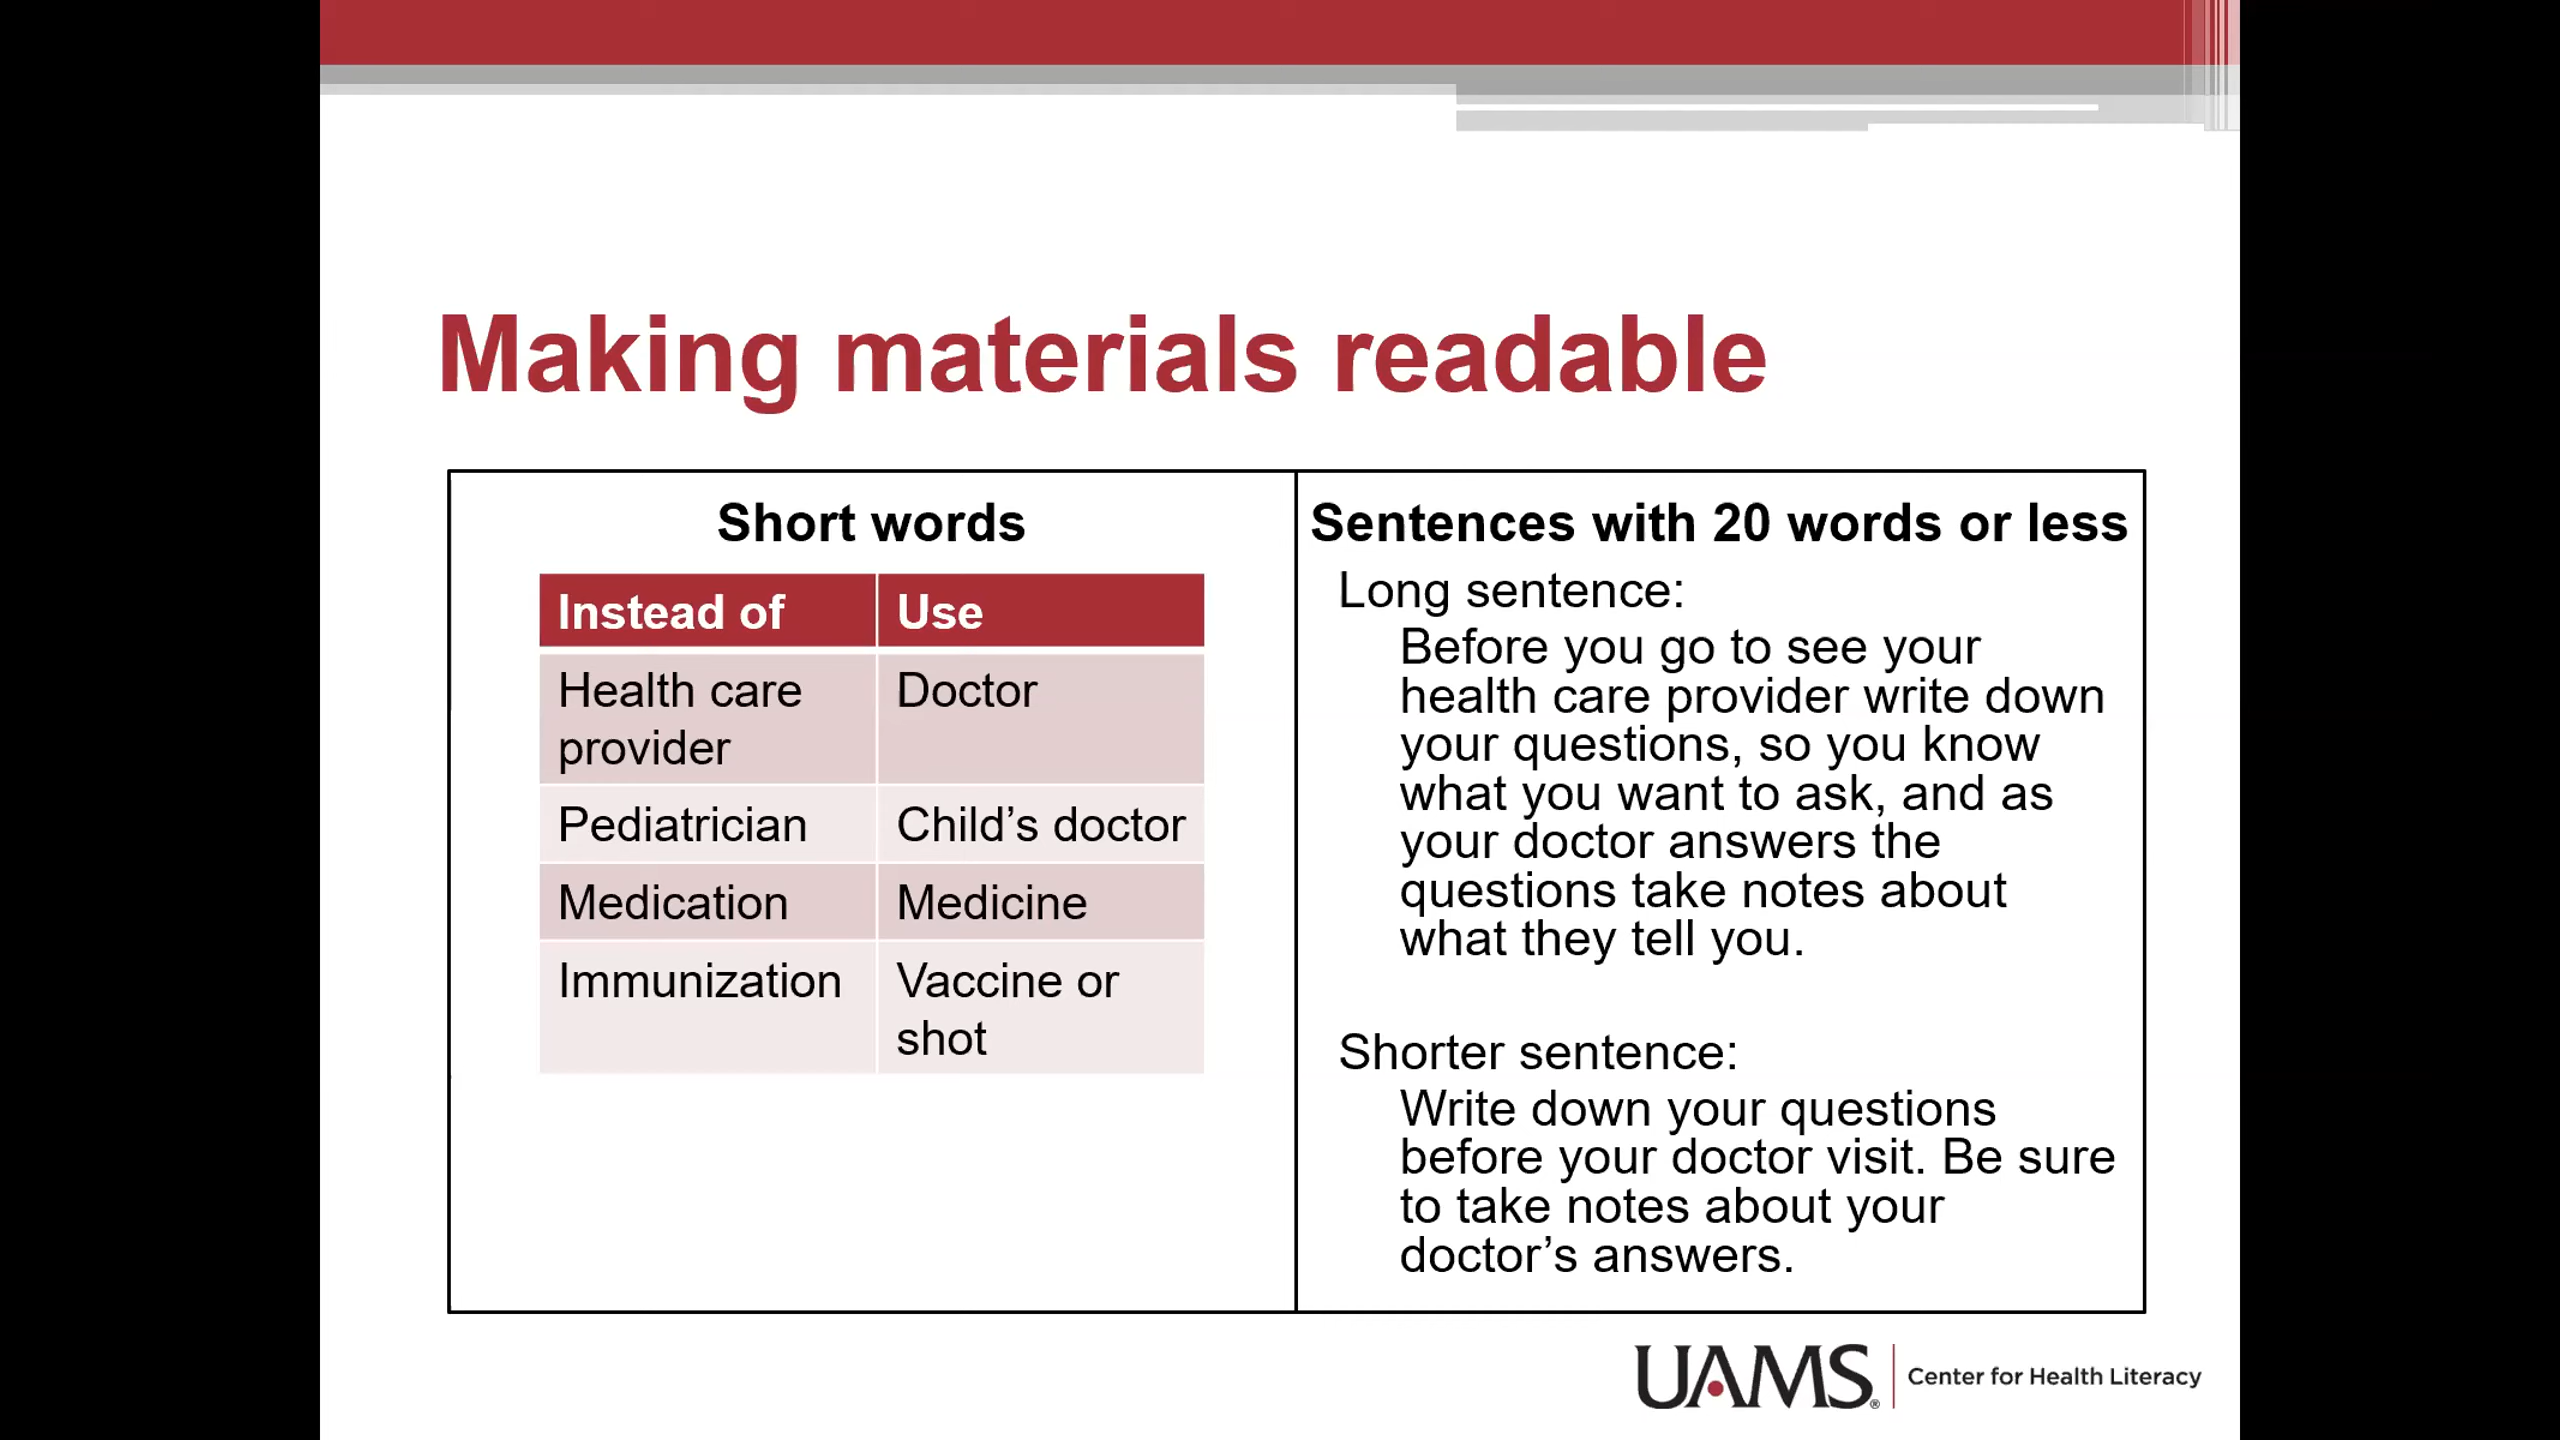 Making materials readable
Short words
Instead of Use
Health care Doctor
provider
Pediatrician Child’s doctor
Medication Medicine
Immunization Vaccine or
shot
Sentences with 20 words or less
Long sentence:
Before you go to see your
health care provider write down
your questions, so you know
what you want to ask, and as
your doctor answers the
questions take notes about
what they tell you.
Shorter sentence:
Write down your questions
before your doctor visit. Be sure
to take notes about your
doctor’s answers.
UAMS® Center for Health Literacy